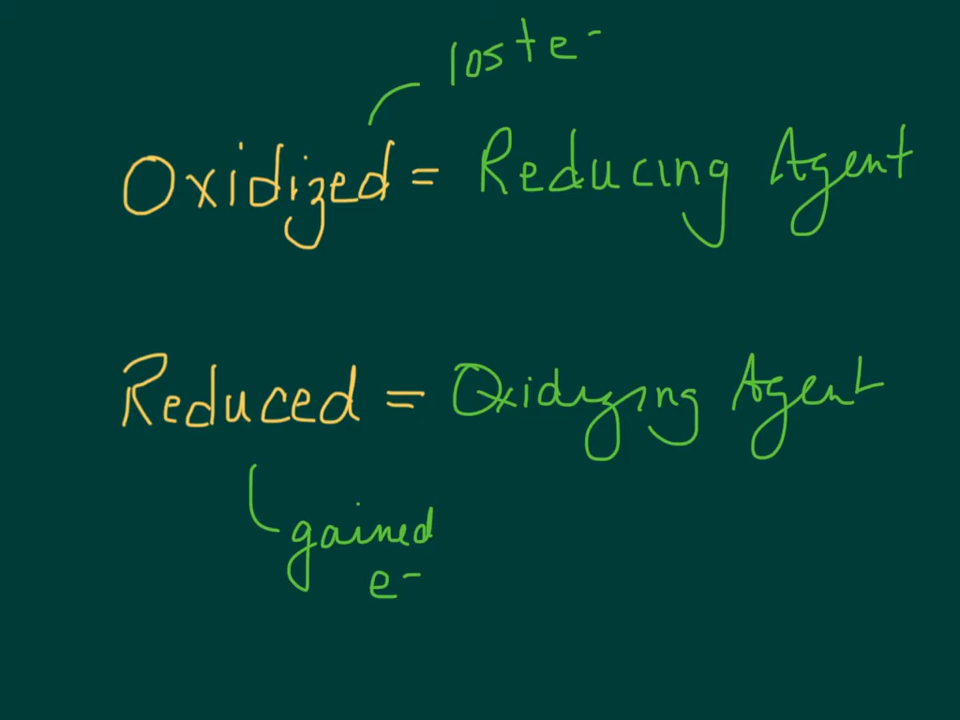 lost e⁻
Oxidized = Reducing Agent
Reduced = Oxidizing Agent
gained
e⁻